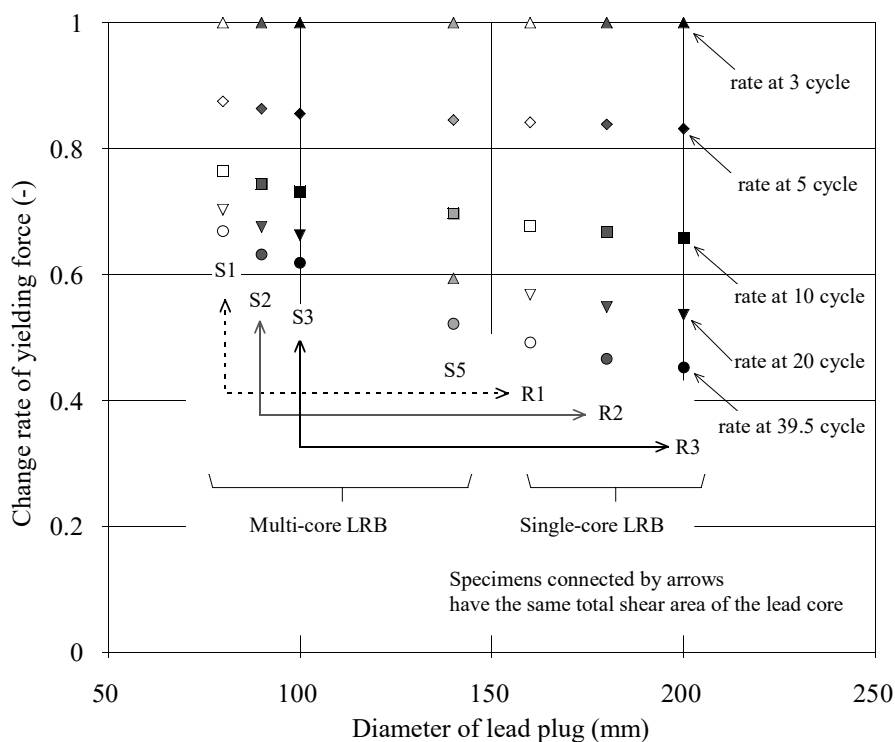 Change rate of yielding force (-)
1
0.8
0.6
0.4
0.2
0
rate at 3 cycle
rate at 5 cycle
rate at 10 cycle
rate at 20 cycle
rate at 39.5 cycle
S1
S2
S3
S5
R1
R2
R3
Multi-core LRB
Single-core LRB
Specimens connected by arrows
have the same total shear area of the lead core
50
100
150
200
250
Diameter of lead plug (mm)